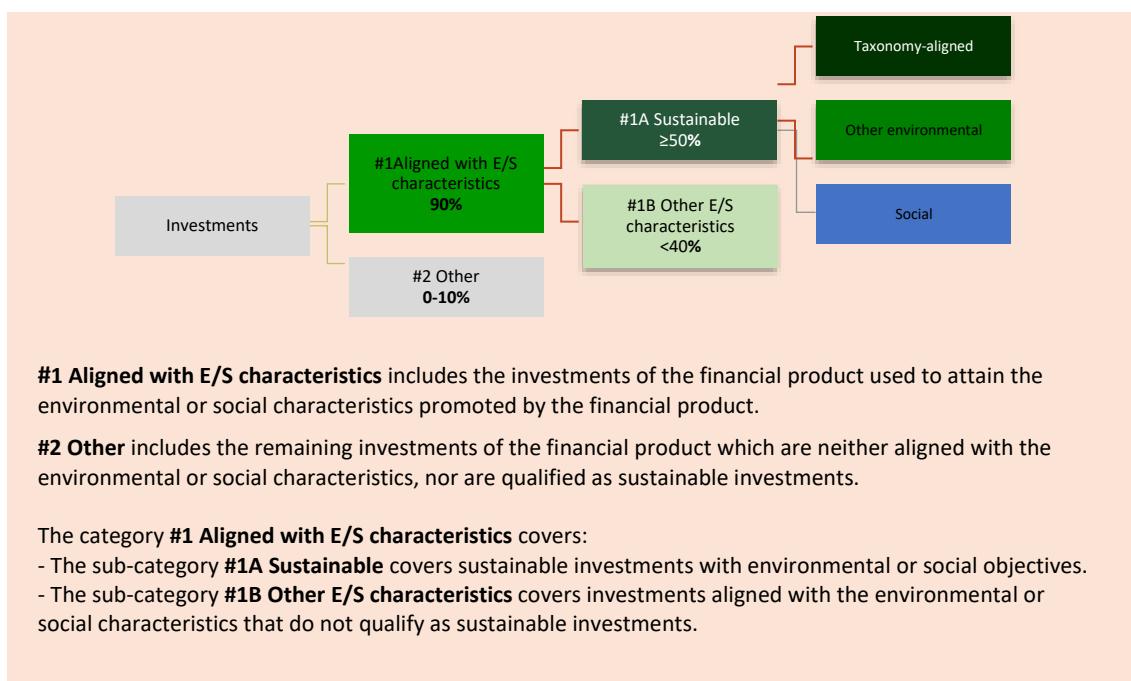 Taxonomy-aligned
#1A Sustainable
≥50%
Other environmental
#1Aligned with E/S
characteristics
90%
#1B Other E/S
characteristics
<40%
Social
Investments
#2 Other
0-10%
#1 Aligned with E/S characteristics includes the investments of the financial product used to attain the
environmental or social characteristics promoted by the financial product.
#2 Other includes the remaining investments of the financial product which are neither aligned with the
environmental or social characteristics, nor are qualified as sustainable investments.
The category #1 Aligned with E/S characteristics covers:
- The sub-category #1A Sustainable covers sustainable investments with environmental or social objectives.
- The sub-category #1B Other E/S characteristics covers investments aligned with the environmental or
social characteristics that do not qualify as sustainable investments.